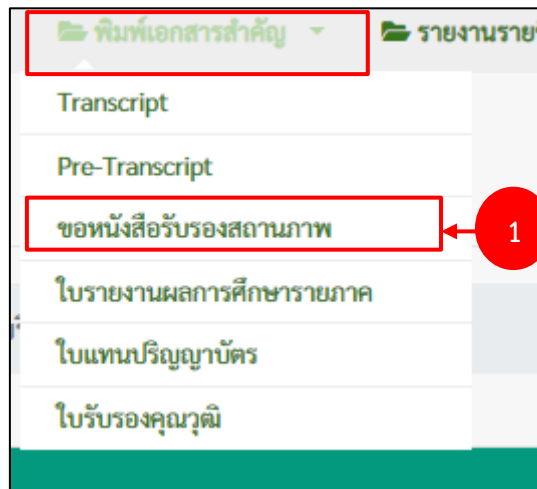 พิมพ์เอกสารสำคัญ รายงานราย
Transcript
Pre-Transcript
ขอหนังสือรับรองสถานภาพ
1
ใบรายงานผลการศึกษารายภาค
ใบแทนปริญญาบัตร
ใบรับรองคุณวุฒิ